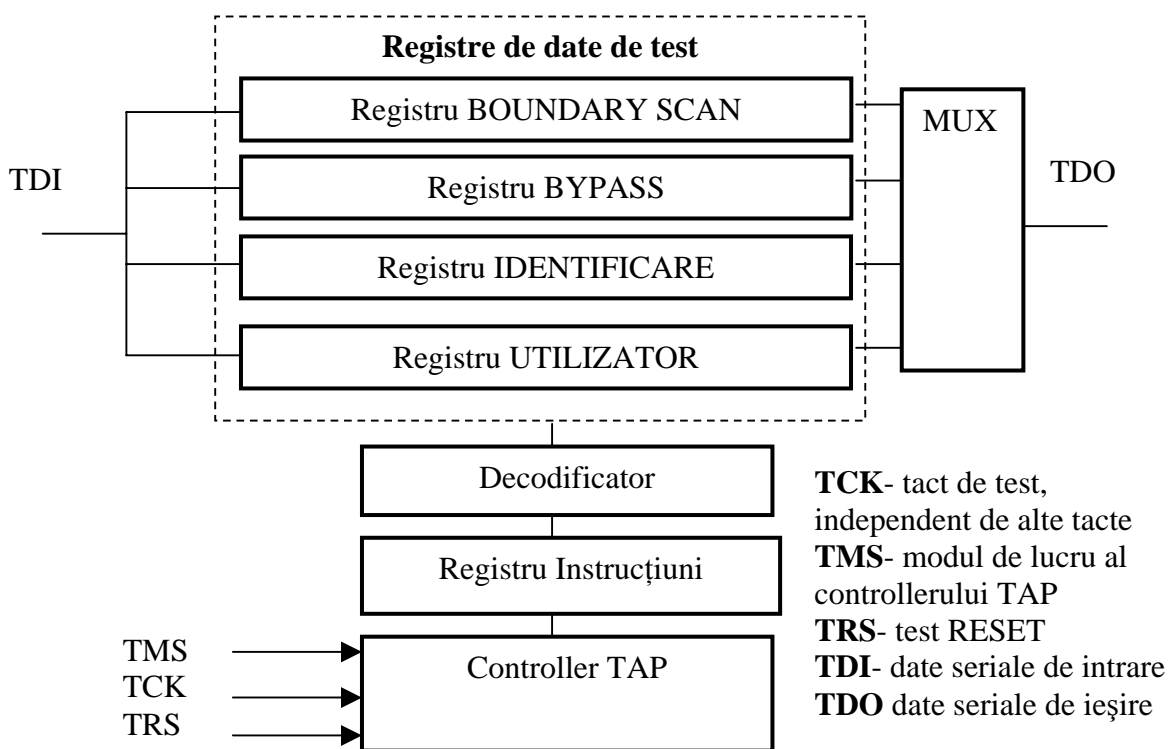 Registre de date de test
Registru BOUNDARY SCAN
MUX
TDI
Registru BYPASS
TDO
Registru IDENTIFICARE
Registru UTILIZATOR
Decodificator
Registru Instrucțiuni
TMS
TCK
TRS
Controller TAP
TCK- tact de test,
independent de alte tacte
TMS- modul de lucru al
controllerului TAP
TRS- test RESET
TDI- date seriale de intrare
TDO date seriale de ieşire